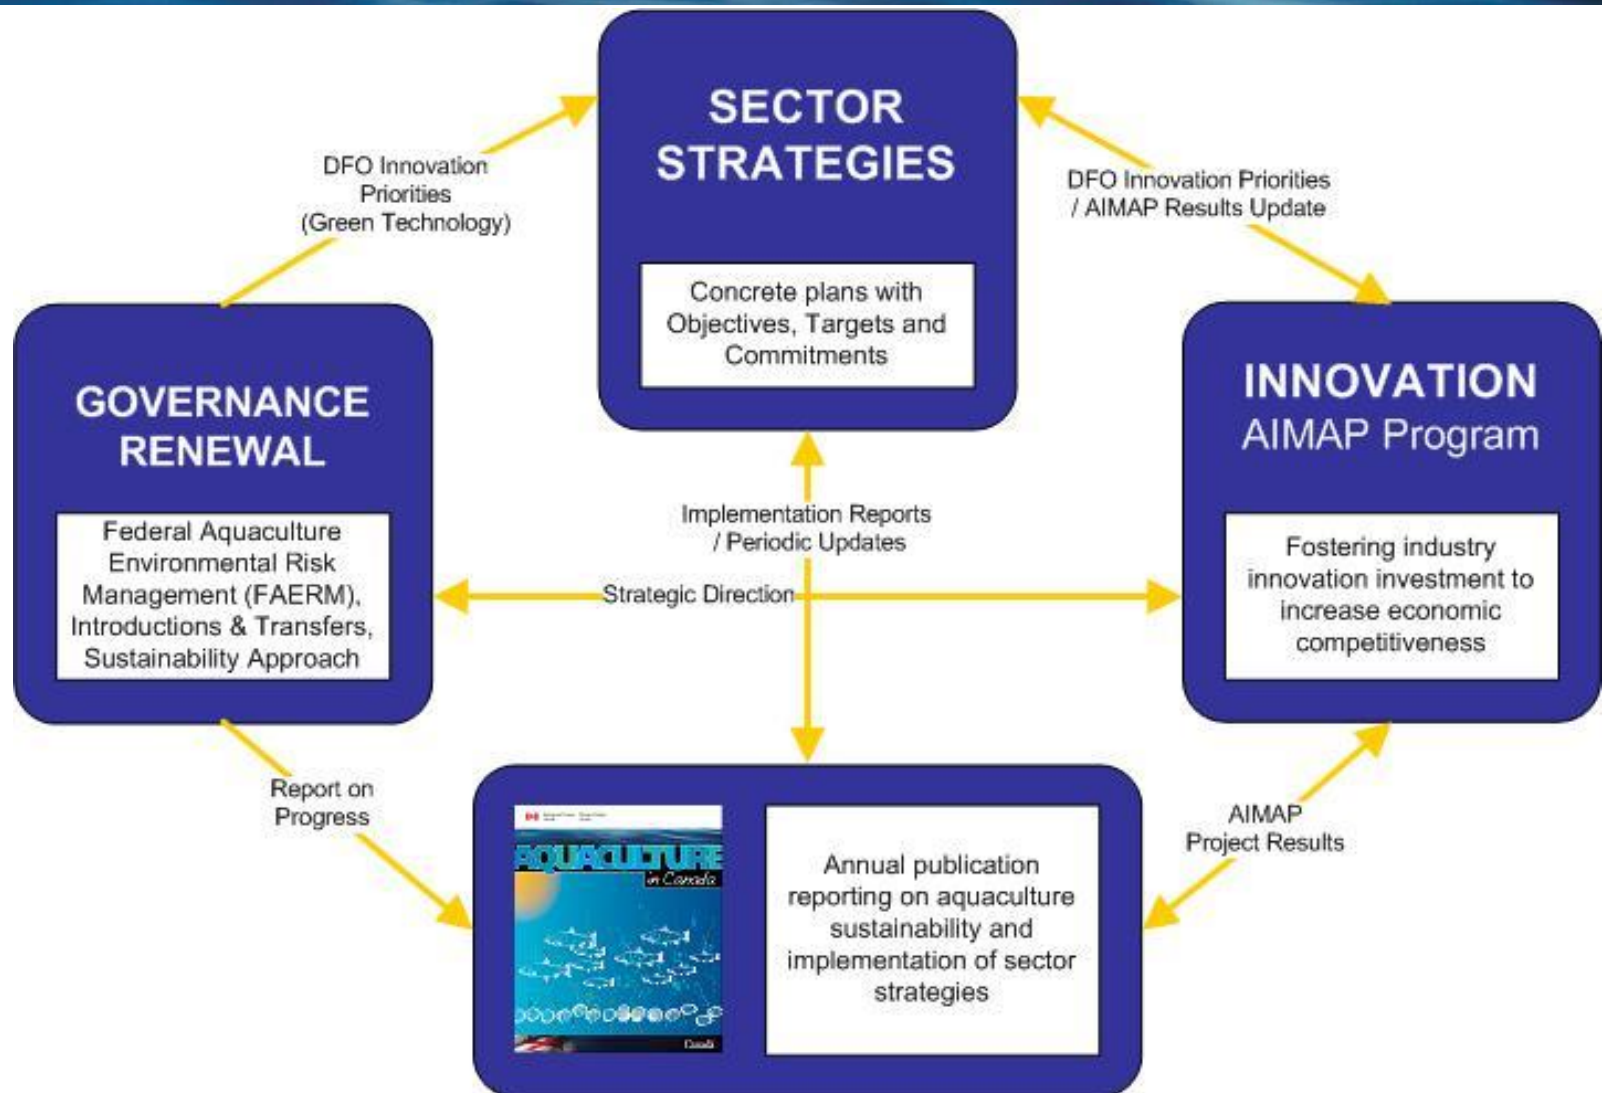 SECTOR
STRATEGIES
Concrete plans with
Objectives, Targets and
Commitments
DFO Innovation
Priorities
(Green Technology)
DFO Innovation Priorities
/ AIMAP Results Update
GOVERNANCE
RENEWAL
Federal Aquaculture
Environmental Risk
Management (FAERM),
Introductions & Transfers,
Sustainability Approach
INNOVATION
AIMAP Program
Fostering industry
innovation investment to
increase economic
competitiveness
Implementation Reports
/ Periodic Updates
Strategic Direction
Report on
Progress
AIMAP
Project Results
AQUACULTURE
in Canada
Canada
Annual publication
reporting on aquaculture
sustainability and
implementation of sector
strategies